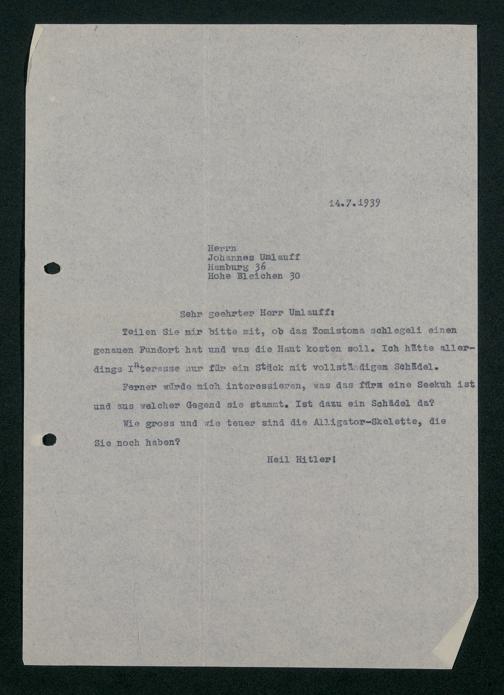 14.7.1939
Herrn
Johannes Umlauff
Hamburg 36
Hohe Bleichen 30
Sehr geehrter Herr Umlauff:
Teilen Sie mir bitte mit, ob das Tomistoma schlegeli einen
genauen Fundort hat und was die Haut kosten soll. Ich hätte aller-
dings Interesse nur für ein Stück mit vollständigem Schädel.
Ferner würde mich interessieren, was das fürm eine Seekuh ist
und aus welcher Gegend sie stammt. Ist dazu ein Schädel da?
Wie gross und wie teuer sind die Alligator-Skelette, die
Sie noch haben?
Heil Hitler!